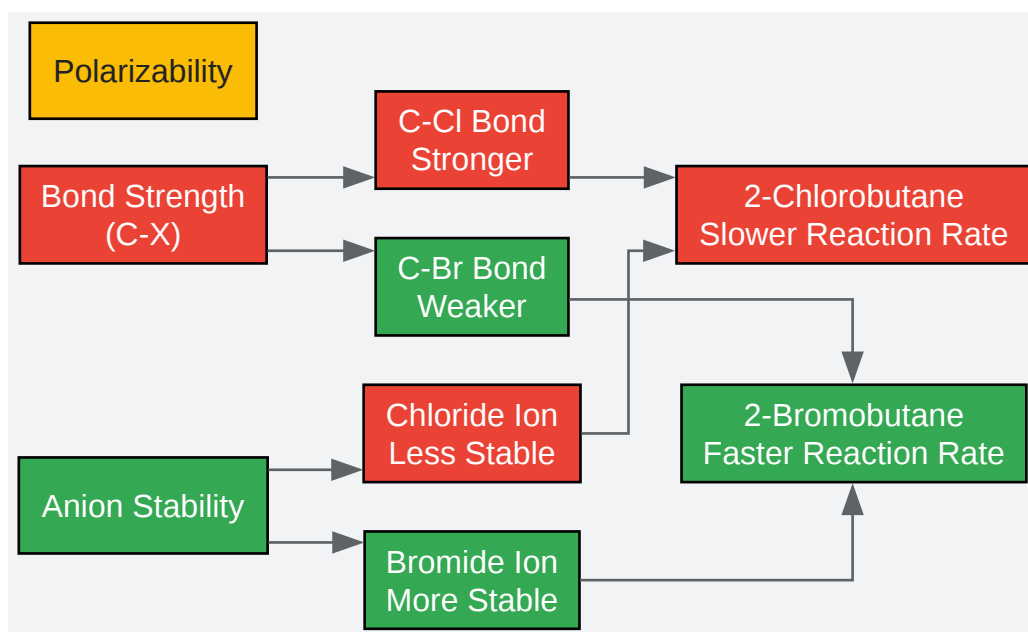 Polarizability
Bond Strength
(C-X)
C-Cl Bond
Stronger
C-Br Bond
Weaker
2-Chlorobutane
Slower Reaction Rate
Anion Stability
Chloride Ion
Less Stable
Bromide Ion
More Stable
2-Bromobutane
Faster Reaction Rate